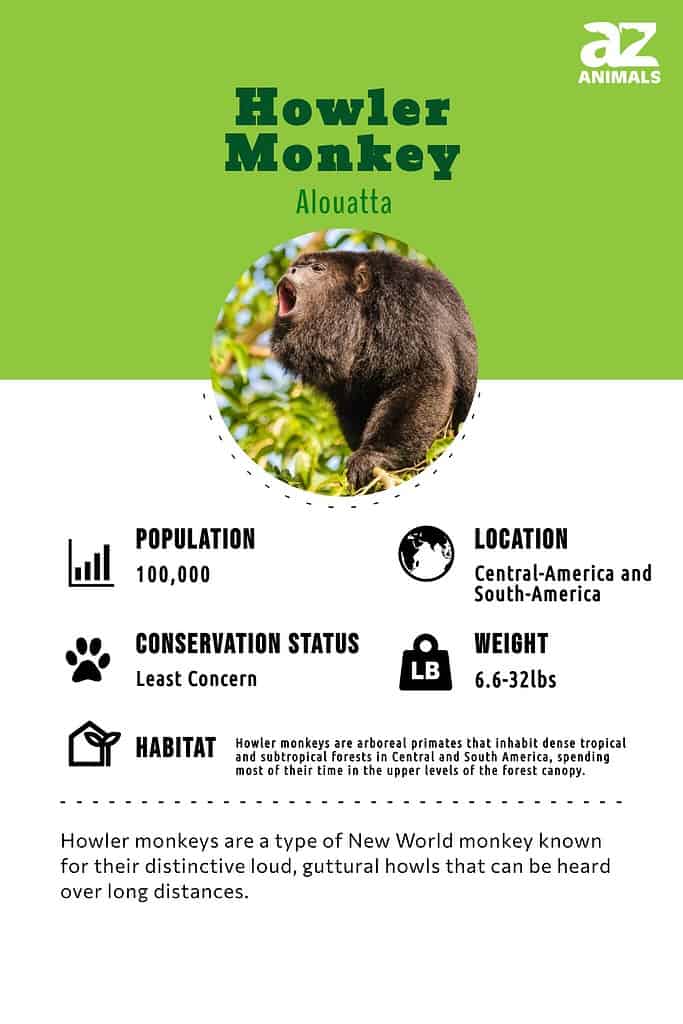 az
ANIMALS
Howler
Monkey
Alouatta
POPULATION
100,000
LOCATION
Central-America and
South-America
CONSERVATION STATUS
Least Concern
LB
WEIGHT
6.6-32lbs
HABITAT
Howler monkeys are arboreal primates that inhabit dense tropical
and subtropical forests in Central and South America, spending
most of their time in the upper levels of the forest canopy.
Howler monkeys are a type of New World monkey known
for their distinctive loud, guttural howls that can be heard
over long distances.